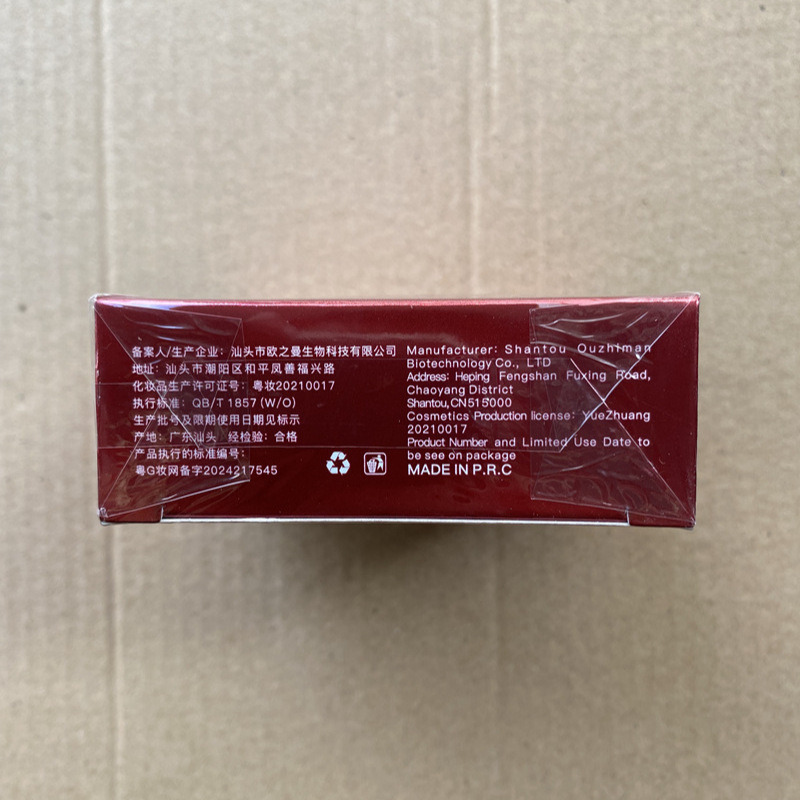 备案人/生产企业：汕头市欧之曼生物科技有限公司
地址：汕头市潮阳区和平凤善福兴路
化妆品生产许可证号：粤妆20210017
执行标准：QB/T 1857(W/O)
生产批号及限期使用日期见标示
产地：广东汕头 经检验：合格
产品执行的标准编号：
粤G妆网备字2024217545
Manufacturer: Shantou Ouzhiman
Biotechnology Co., LTD
Address: Heping Fengshan Fuxing Road,
Chaoyang District
Shantou, CN 515000
Cosmetics Production license: YueZhuang
20210017
Product Number and Limited Use Date to
be see on package
MADE IN P.R.C